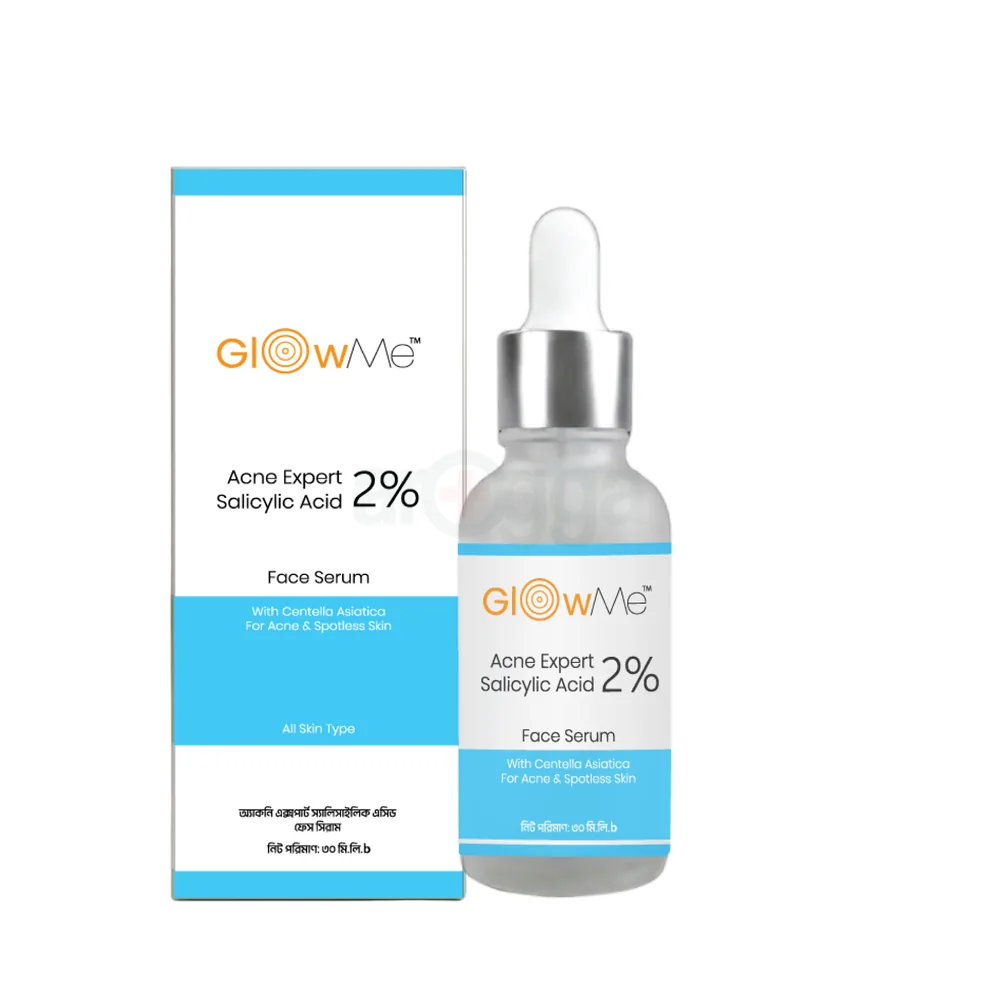 GlowMe™
Acne Expert
Salicylic Acid 2%
Face Serum
With Centella Asiatica
For Acne & Spotless Skin
All Skin Type
অ্যাকনি এক্সপার্ট স্যালিসাইলিক এসিড
ফেস সিরাম
নিট পরিমাণ: ৩০ মি.লি.b
arogga
GlowMe™
Acne Expert
Salicylic Acid 2%
Face Serum
With Centella Asiatica
For Acne & Spotless Skin
নিট পরিমাণ: ৩০ মি.লি.b